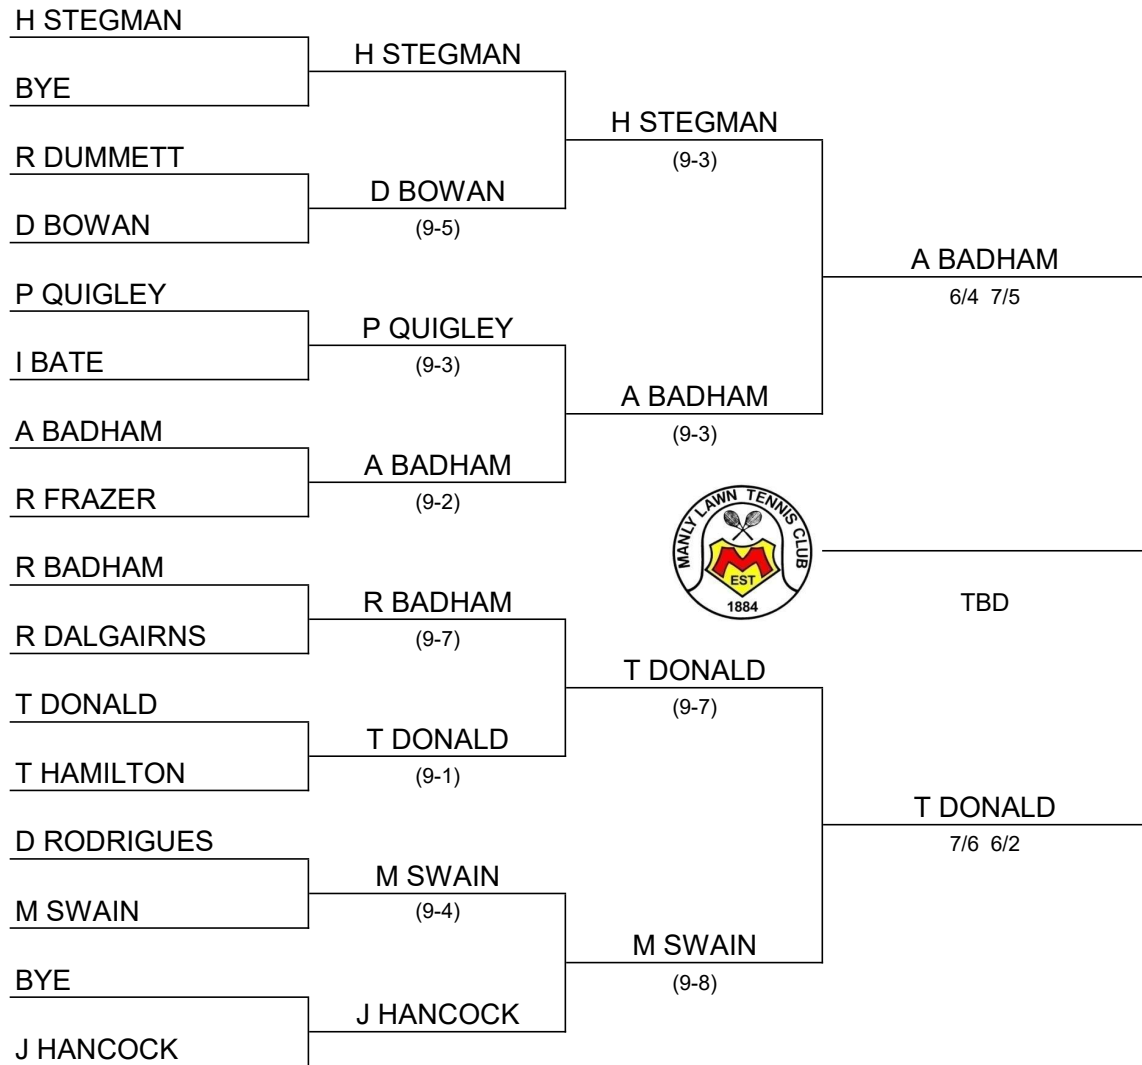 H STEGMAN
BYE
R DUMMETT
D BOWAN
P QUIGLEY
I BATE
A BADHAM
R FRAZER
R BADHAM
R DALGAIRNS
T DONALD
T HAMILTON
D RODRIGUES
M SWAIN
BYE
J HANCOCK
H STEGMAN
D BOWAN
(9-5)
P QUIGLEY
(9-3)
A BADHAM
(9-2)
R BADHAM
(9-7)
T DONALD
(9-1)
M SWAIN
(9-4)
J HANCOCK
H STEGMAN
(9-3)
A BADHAM
(9-3)
MANLY LAWN TENNIS CLUB
M
EST
1884
T DONALD
(9-7)
M SWAIN
(9-8)
A BADHAM
6/4 7/5
TBD
T DONALD
7/6 6/2